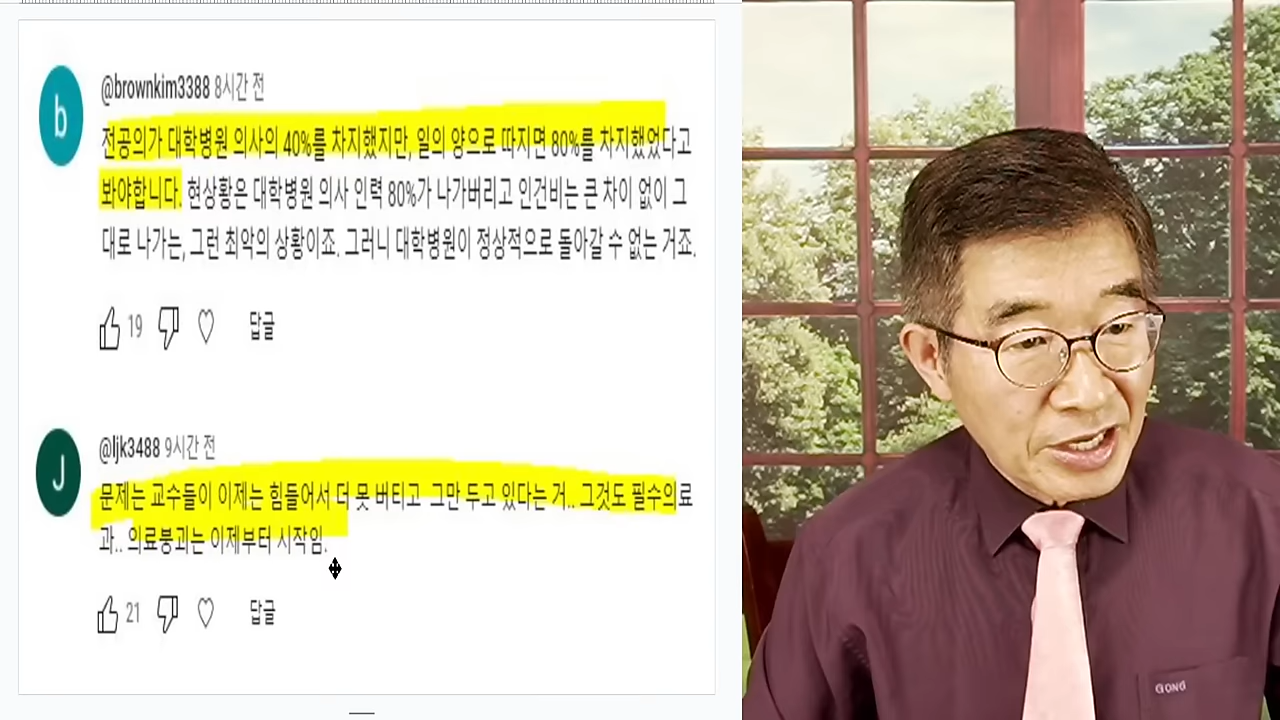 b
@brownkim3388 8시간 전
전공의가 대학병원 의사의 40%를 차지했지만, 일의 양으로 따지면 80%를 차지했었다고
봐야합니다. 현상황은 대학병원 의사 인력 80%가 나가버리고 인건비는 큰 차이 없이 그
대로 나가는, 그런 최악의 상황이죠. 그러니 대학병원이 정상적으로 돌아갈 수 없는 거죠.
19 답글
J
@ljk3488 9시간 전
문제는 교수들이 이제는 힘들어서 더 못 버티고 그만 두고 있다는 거.. 그것도 필수의료
과.. 의료붕괴는 이제부터 시작임.
21 답글
GONG